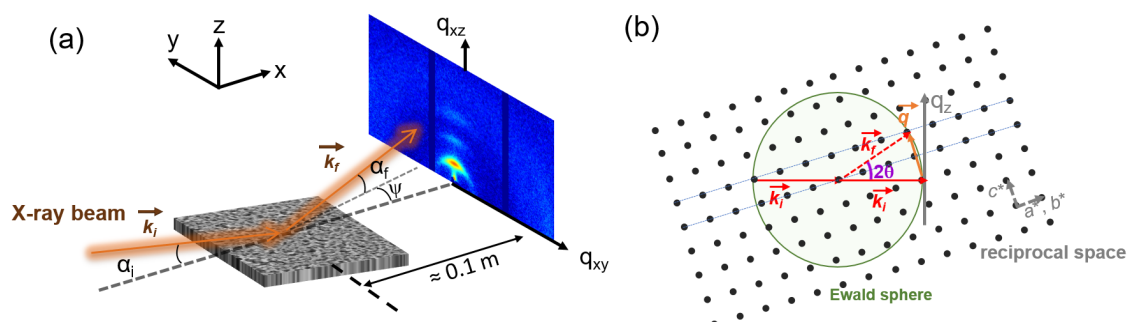 (a)
z
y
x
q_xz
k_f
α_f
ψ
X-ray beam
k_i
α_i
≈ 0.1 m
q_xy
(b)
q_z
q
k_f
2θ
k_i
k_i
c*
a*, b*
reciprocal space
Ewald sphere